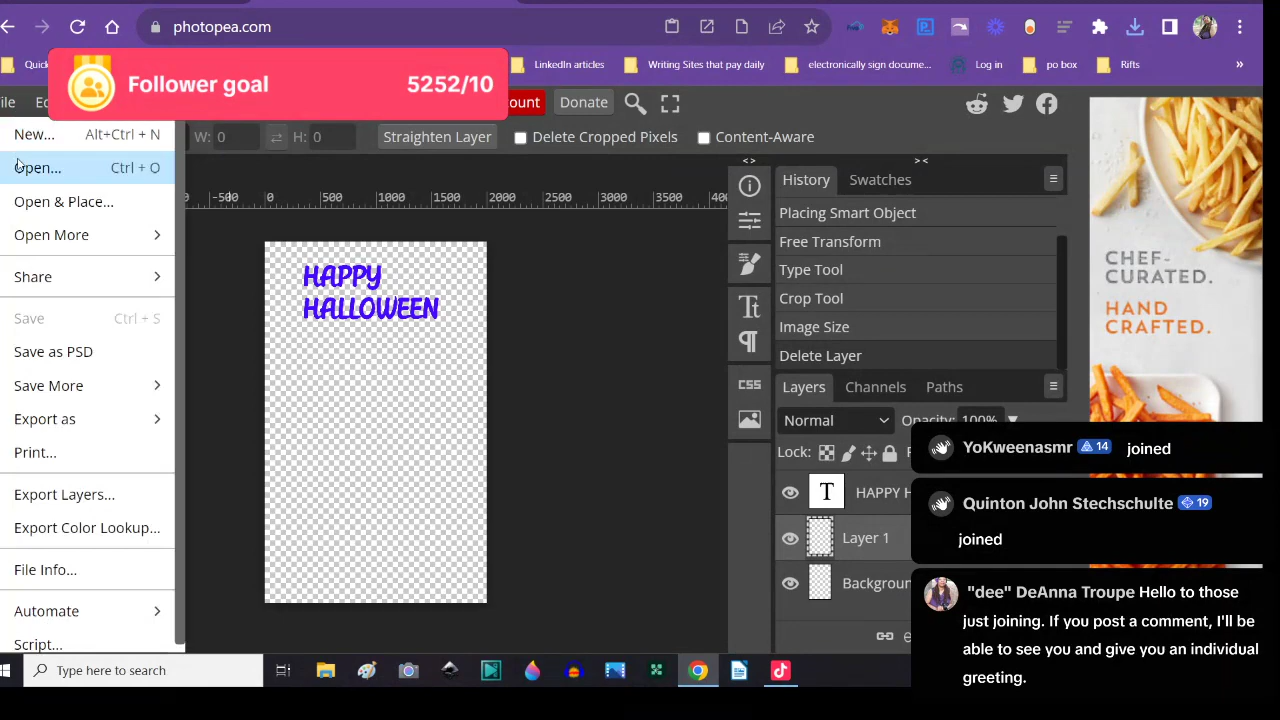 photopea.com
Quick
LinkedIn articles
Writing Sites that pay daily
electronically sign docume...
Log in
po box
Rifts
»
Follower goal 5252/10
Donate
W: 0
H: 0
Straighten Layer
Delete Cropped Pixels
Content-Aware
New... Alt+Ctrl + N
Open... Ctrl + O
Open & Place...
Open More
Share
Save Ctrl + S
Save as PSD
Save More
Export as
Print...
Export Layers...
Export Color Lookup...
File Info...
Automate
Script...
-500 0 500 1000 1500 2000 2500 3000 3500
HAPPY
HALLOWEEN
< >
> <
CSS
History Swatches
Placing Smart Object
Free Transform
Type Tool
Crop Tool
Image Size
Delete Layer
Layers Channels Paths
Normal Opacity: 100%
Lock:
T HAPPY H
Layer 1
Backgroun
CHEF-
CURATED.
HAND
CRAFTED.
YoKweenasmr 14 joined
Quinton John Stechschulte 19
joined
"dee" DeAnna Troupe Hello to those
just joining. If you post a comment, I'll be
able to see you and give you an individual
greeting.
Type here to search